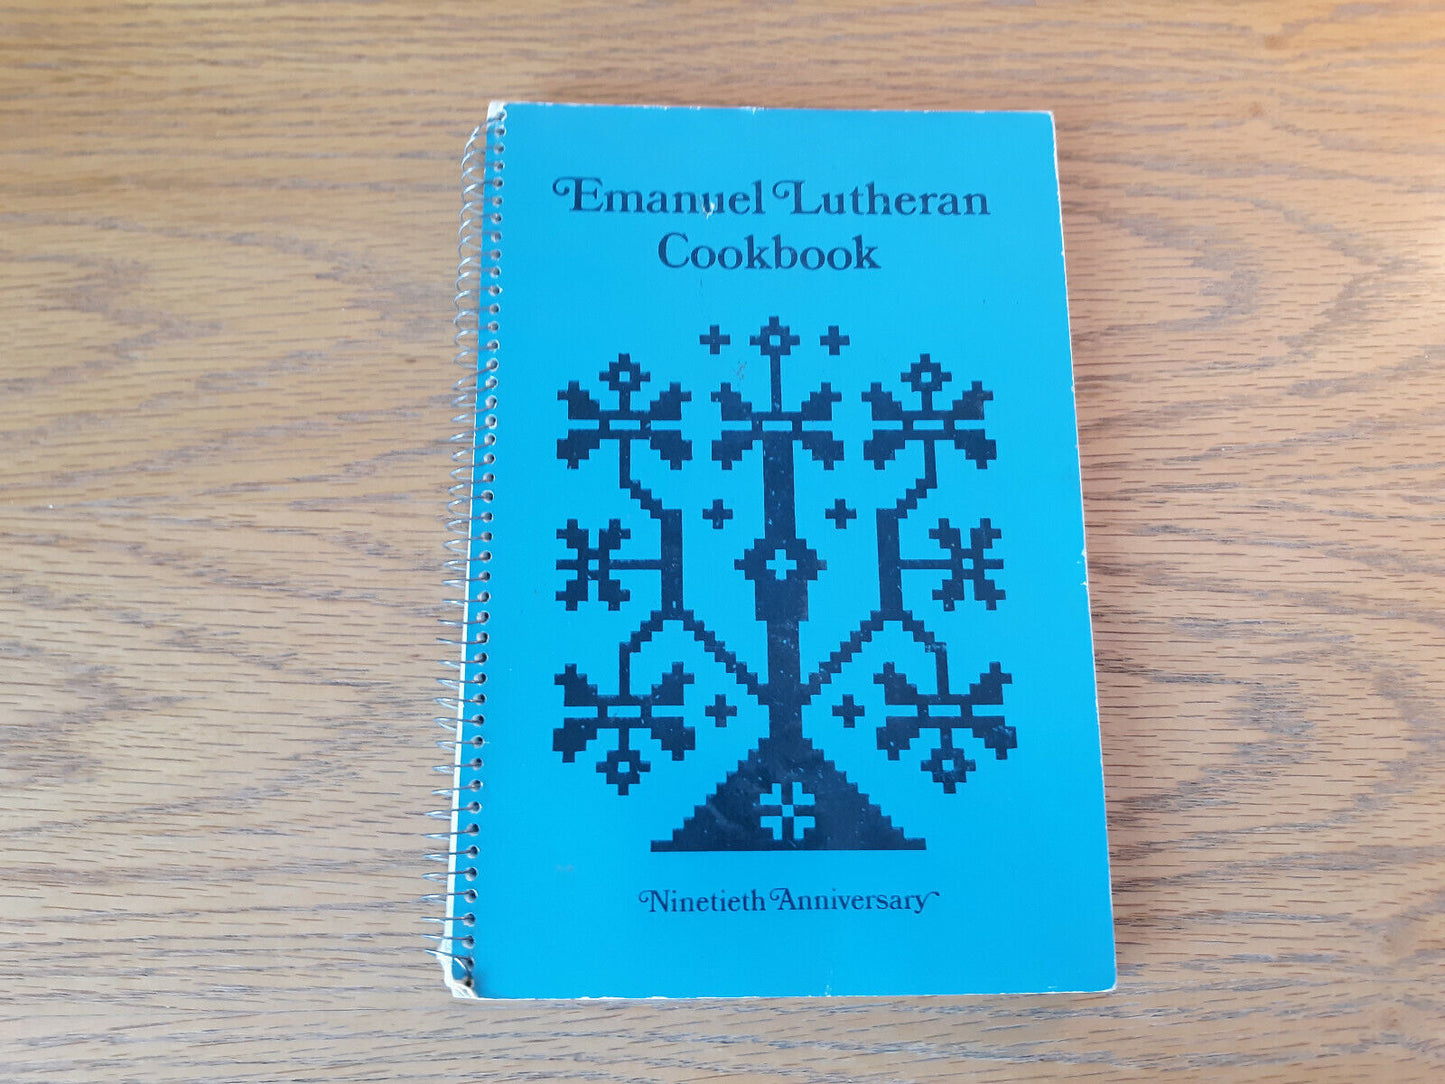 Emanuel Lutheran
Cookbook
Ninetieth Anniversary